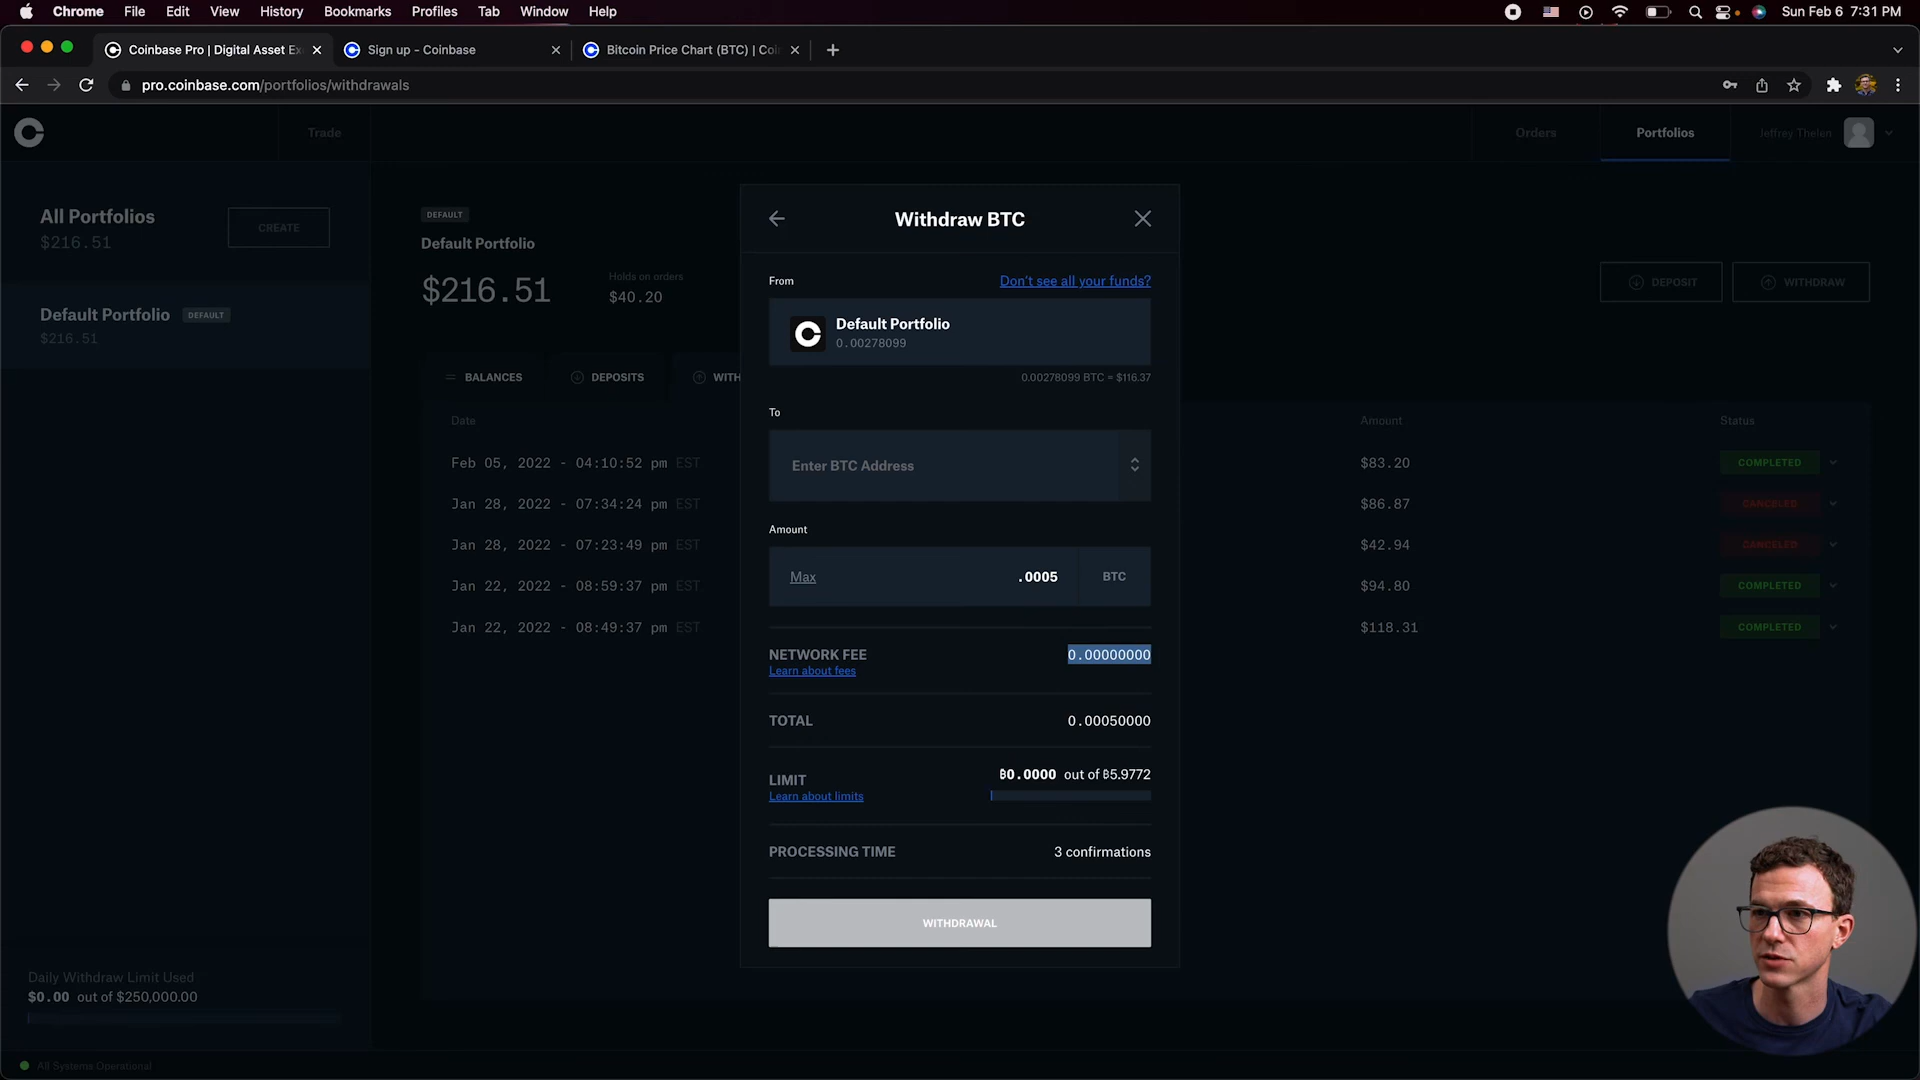 Chrome File Edit View History Bookmarks Profiles Tab Window Help Sun Feb 6 7:31 PM
Coinbase Pro | Digital Asset Ex Sign up - Coinbase Bitcoin Price Chart (BTC) | Coi
pro.coinbase.com/portfolios/withdrawals
Trade Orders Portfolios Jeffrey Thelen
All Portfolios
$216.51
CREATE
Default Portfolio DEFAULT
$216.51
DEFAULT
Default Portfolio
$216.51
Holds on orders
$40.20
DEPOSIT WITHDRAW
BALANCES DEPOSITS WITH
Date Amount Status
Feb 05, 2022 - 04:10:52 pm EST $83.20 COMPLETED
Jan 28, 2022 - 07:34:24 pm EST $86.87 CANCELED
Jan 28, 2022 - 07:23:49 pm EST $42.94 CANCELED
Jan 22, 2022 - 08:59:37 pm EST $94.80 COMPLETED
Jan 22, 2022 - 08:49:37 pm EST $118.31 COMPLETED
Withdraw BTC
From Don't see all your funds?
Default Portfolio
0.00278099
0.00278099 BTC = $116.37
To
Enter BTC Address
Amount
Max .0005 BTC
NETWORK FEE 0.00000000
Learn about fees
TOTAL 0.00050000
LIMIT ₿0.0000 out of ₿5.9772
Learn about limits
PROCESSING TIME 3 confirmations
WITHDRAWAL
Daily Withdraw Limit Used
$0.00 out of $250,000.00
All Systems Operational